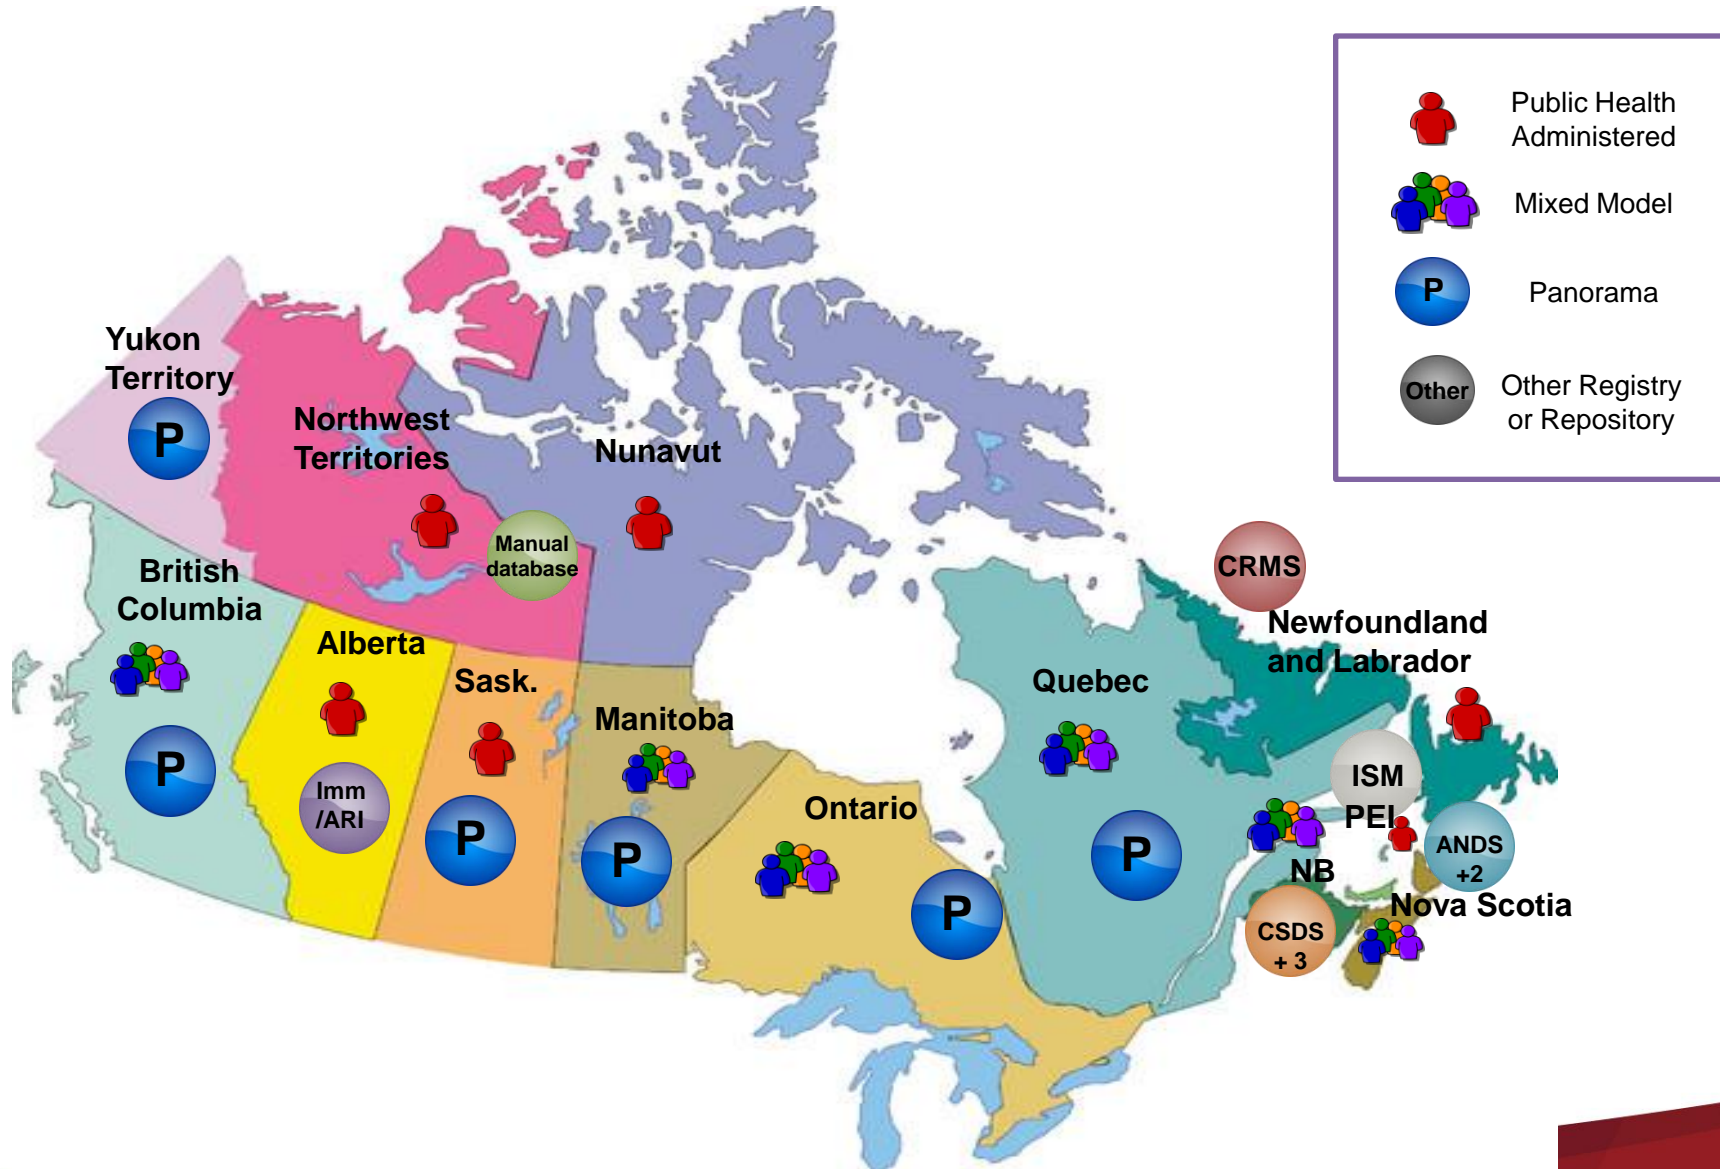 Public Health
Administered
Mixed Model
P
Panorama
Other
Other Registry
or Repository
Yukon
Territory
P
Northwest
Territories
Nunavut
Manual
database
British
Columbia
P
Alberta
Imm
/ARI
Sask.
P
Manitoba
P
Ontario
P
Quebec
P
CRMS
Newfoundland
and Labrador
ISM
PEI
ANDS
+2
NB
CSDS
+ 3
Nova Scotia